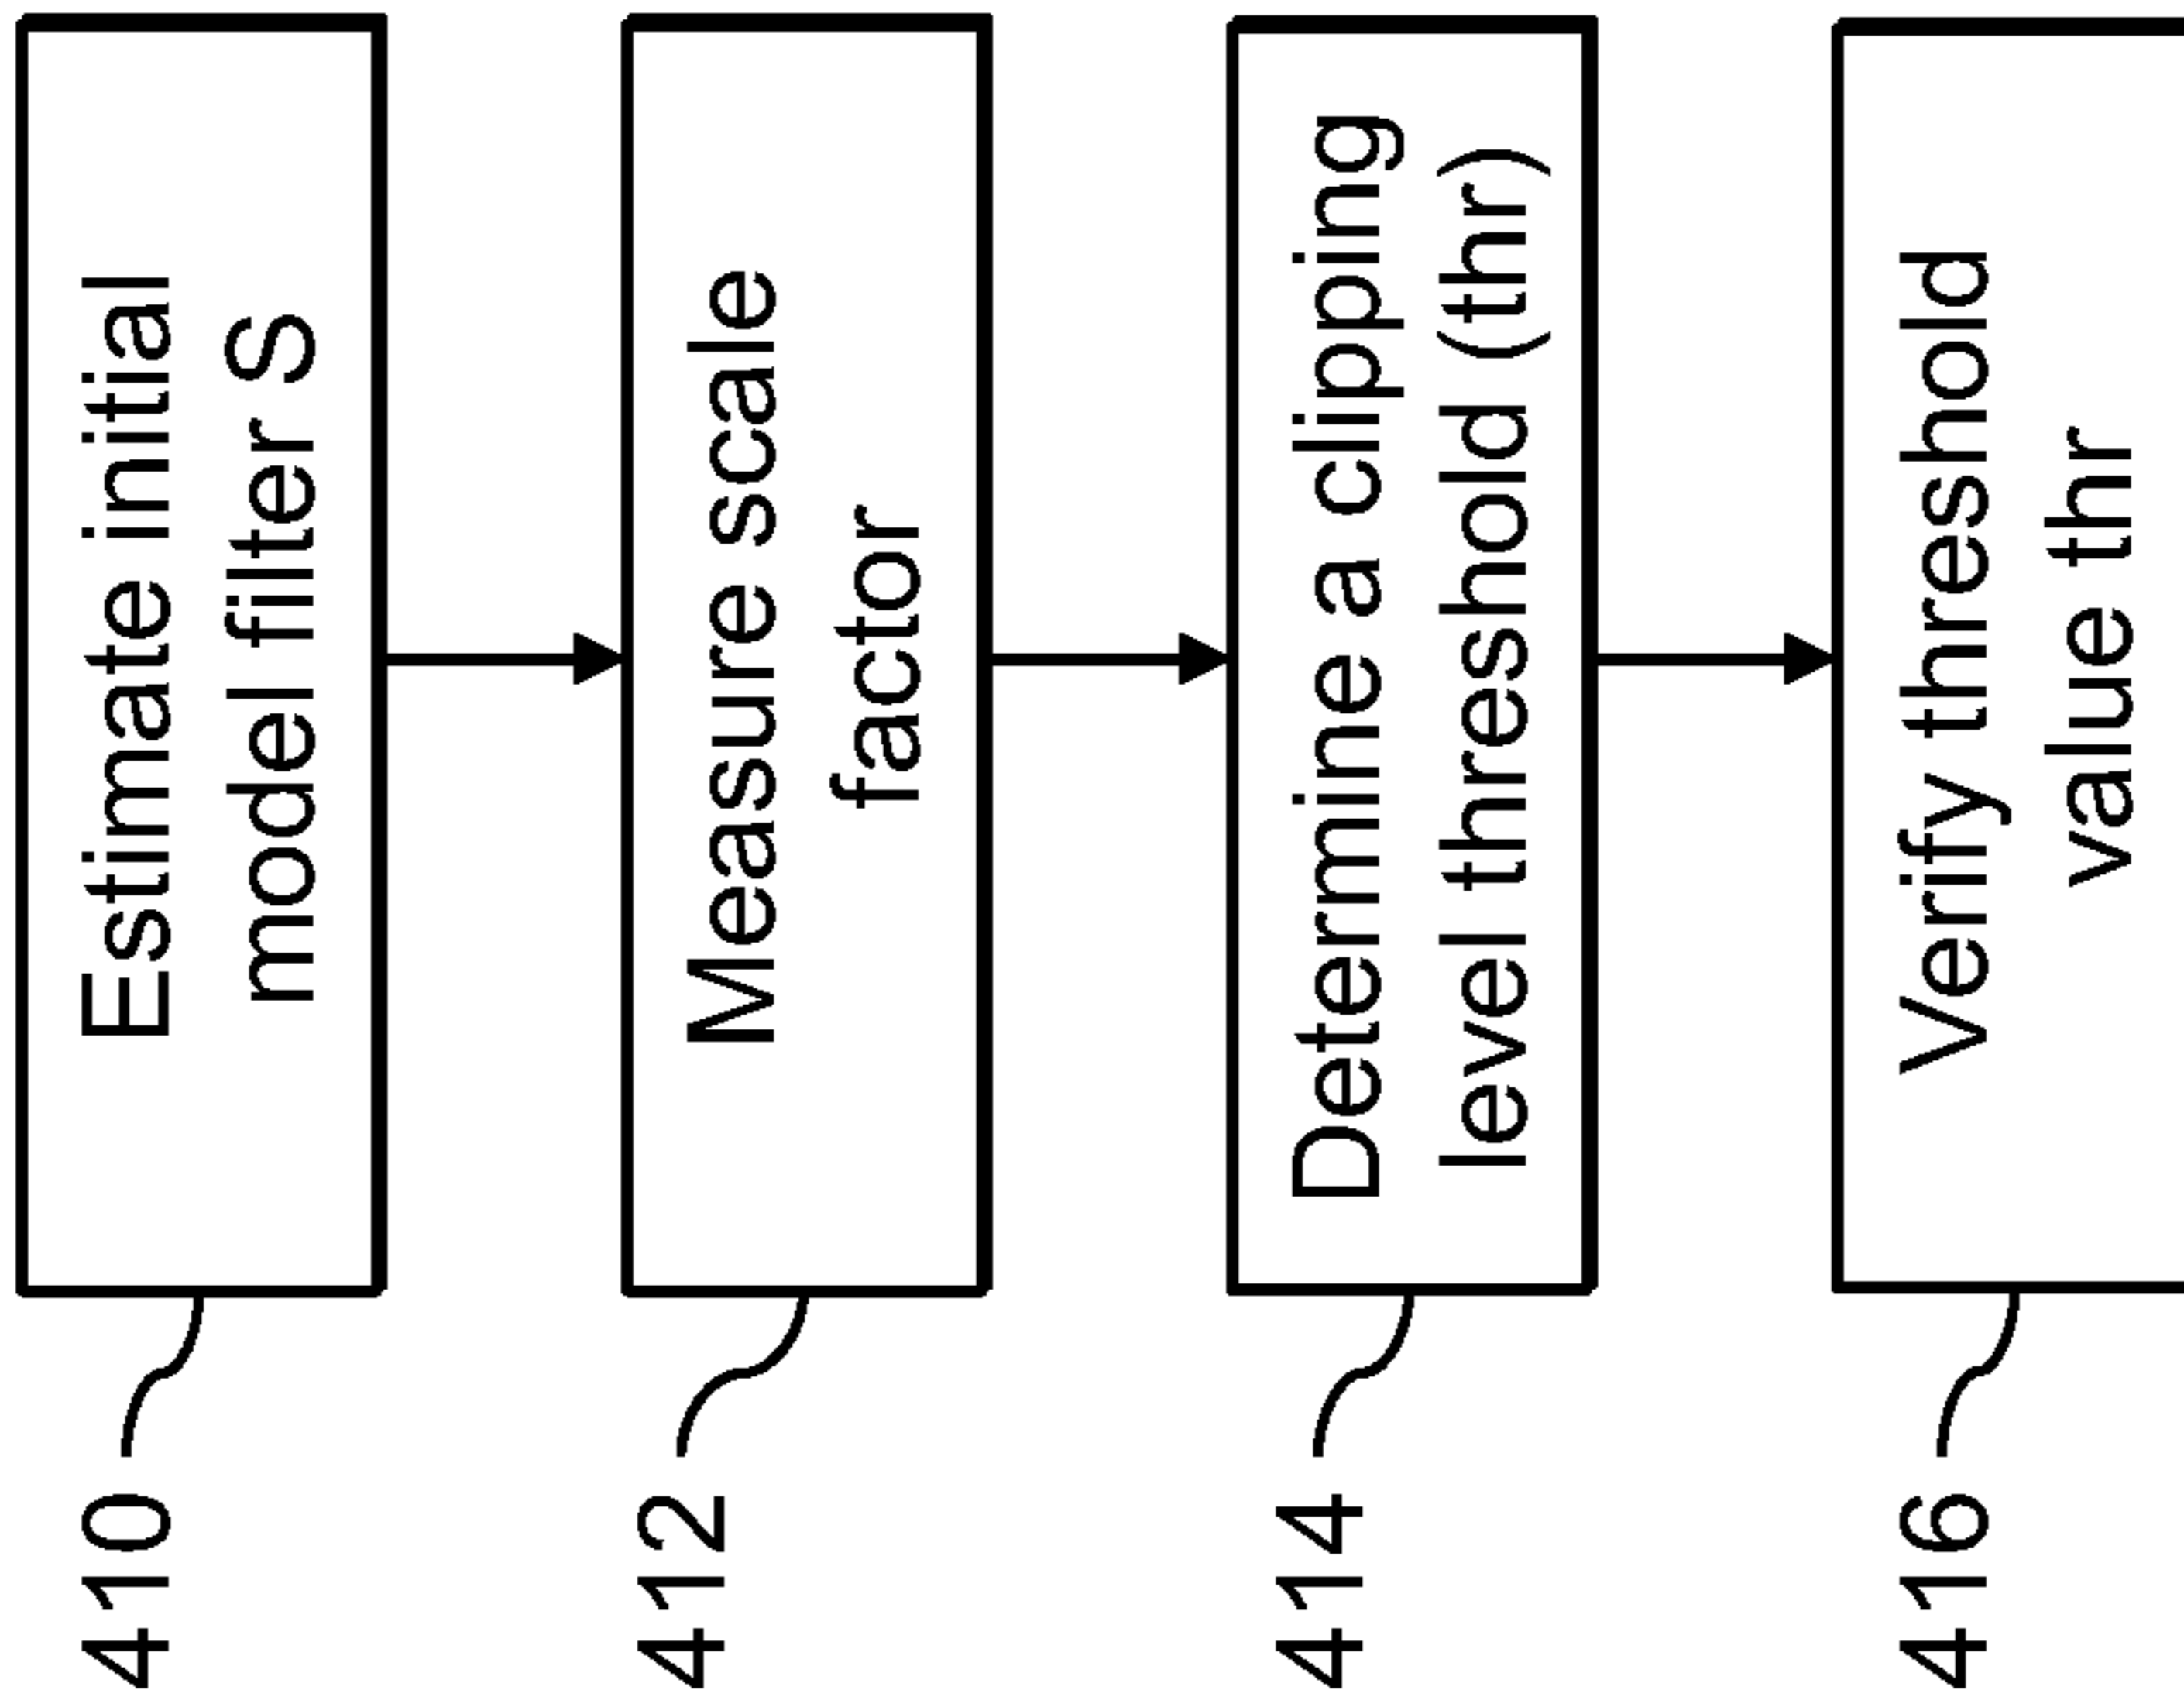 410
Estimate initial
model filter S
412
Measure scale
factor
414
Determine a clipping
level threshold (thr)
416
Verify threshold
value thr